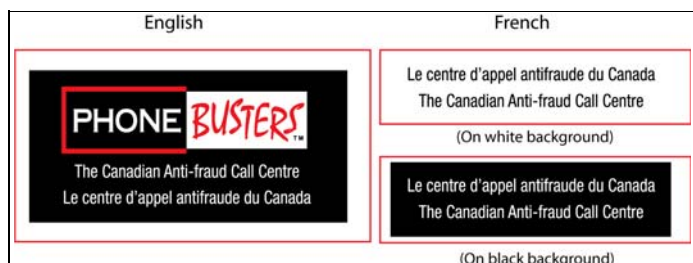 English
PHONE BUSTERS™
The Canadian Anti-fraud Call Centre
Le centre d'appel antifraude du Canada
French
Le centre d'appel antifraude du Canada
The Canadian Anti-fraud Call Centre
(On white background)
Le centre d'appel antifraude du Canada
The Canadian Anti-fraud Call Centre
(On black background)